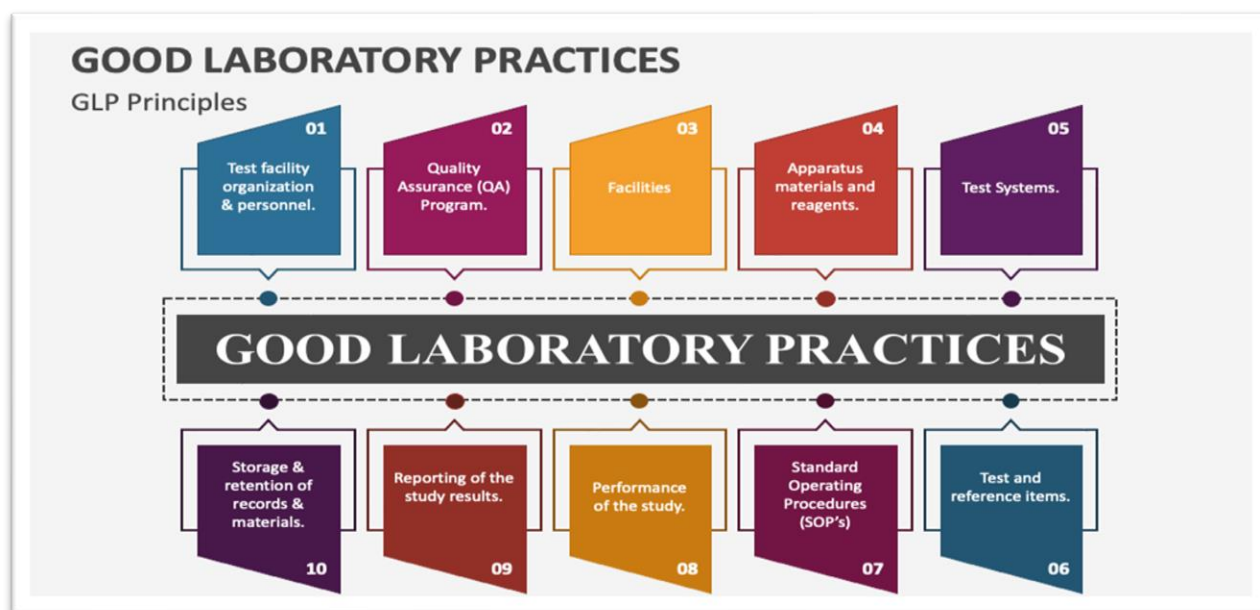 GOOD LABORATORY PRACTICES
GLP Principles
01
Test facility
organization
& personnel.
02
Quality
Assurance (QA)
Program.
03
Facilities
04
Apparatus
materials and
reagents.
05
Test Systems.
GOOD LABORATORY PRACTICES
Storage &
retention of
records &
materials.
10
Reporting of the
study results.
09
Performance
of the study.
08
Standard
Operating
Procedures
(SOP's)
07
Test and
reference items.
06